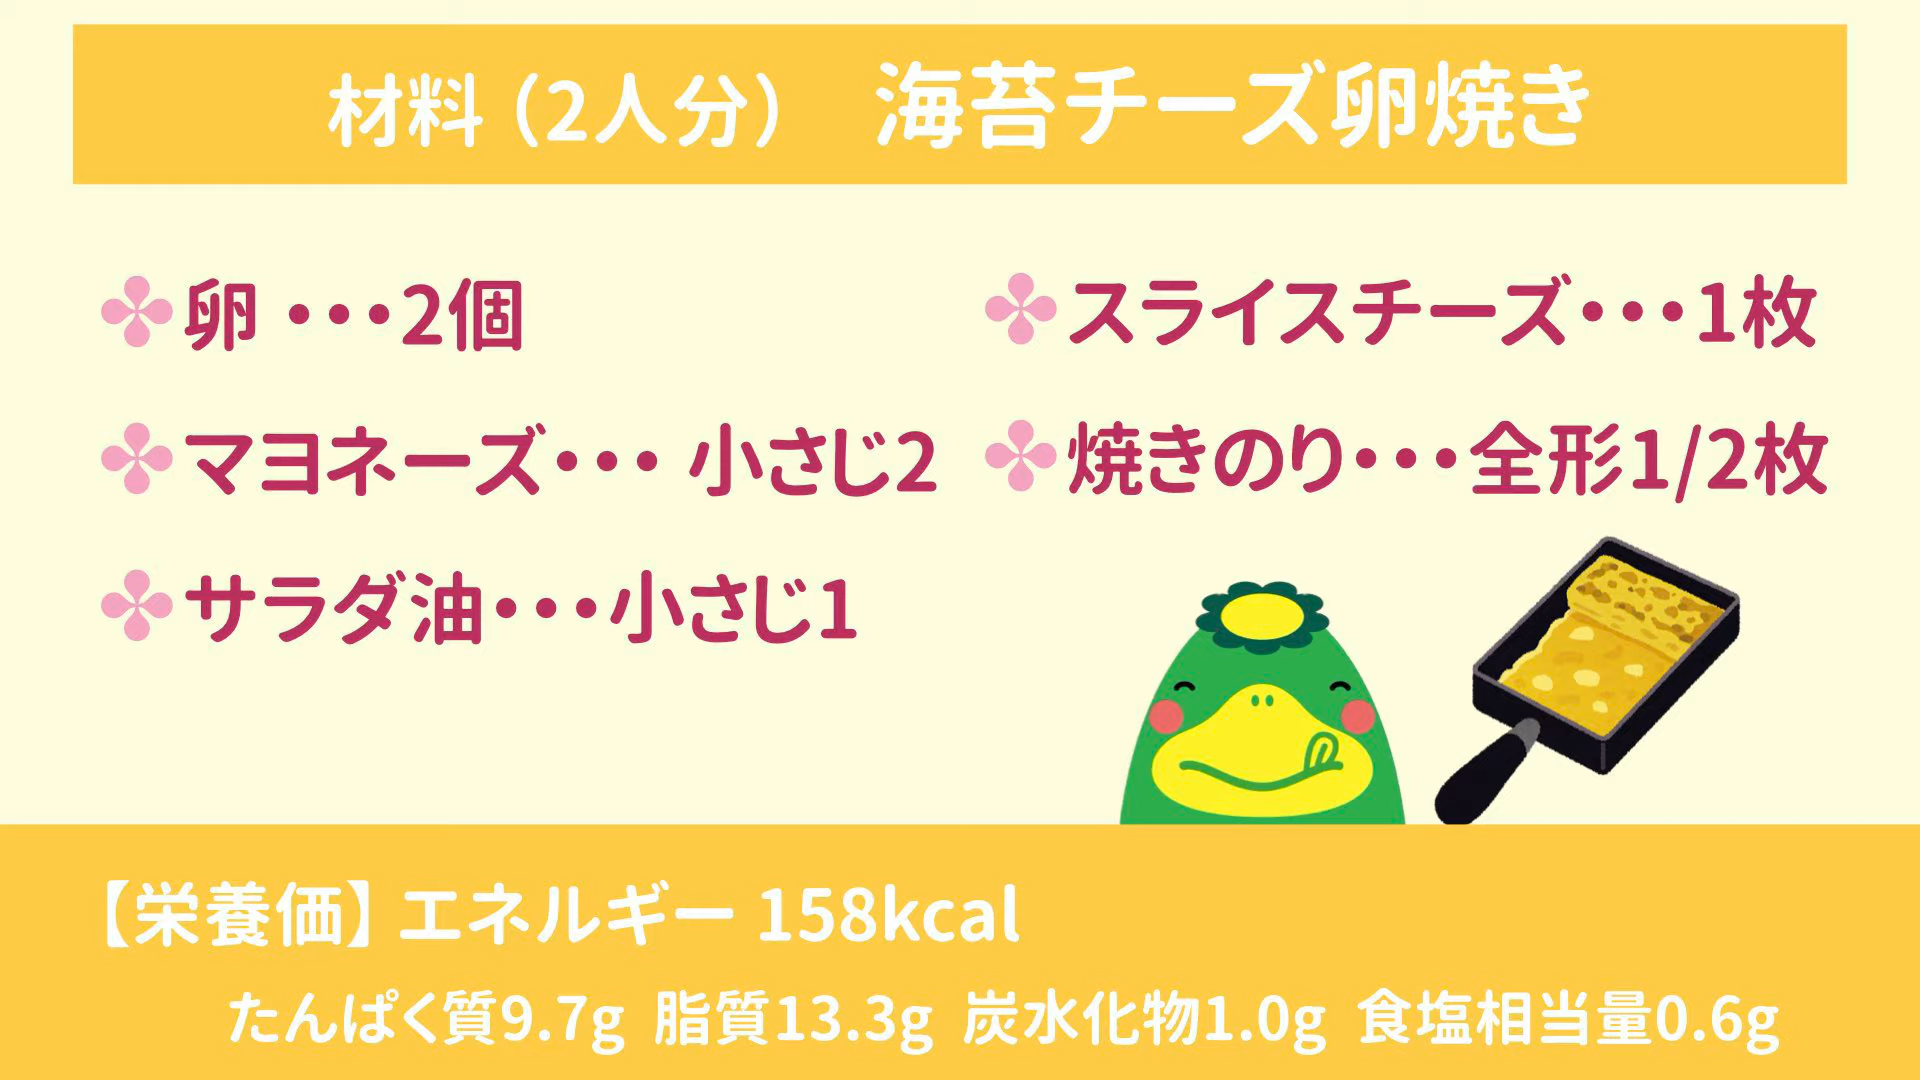 材料（2人分）　海苔チーズ卵焼き
卵 ・・・2個
マヨネーズ・・・ 小さじ2
サラダ油・・・小さじ1
スライスチーズ・・・1枚
焼きのり・・・全形1/2枚
【栄養価】エネルギー 158kcal
たんぱく質9.7g 脂質13.3g 炭水化物1.0g 食塩相当量0.6g